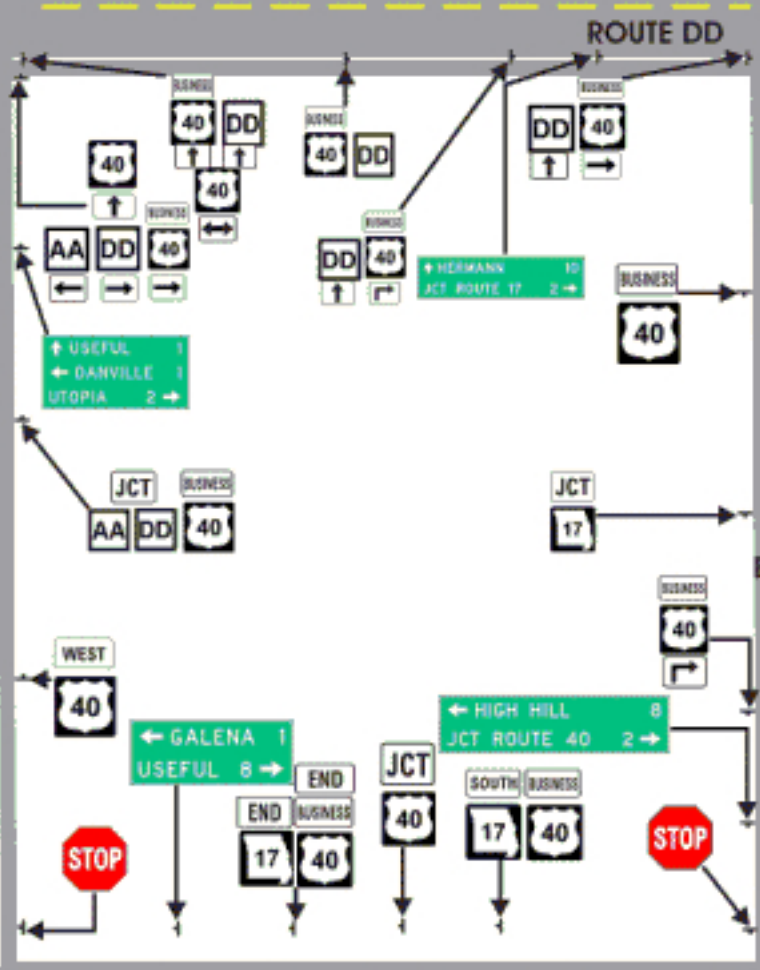 ROUTE DD
BUSINESS
40 DD
40
BUSINESS
40 DD
BUSINESS
DD 40
40
BUSINESS
AA DD 40
BUSINESS
DD 40
HERMANN 10
JCT ROUTE 17 2
BUSINESS
40
USEFUL 1
DANVILLE 1
UTOPIA 2
JCT BUSINESS
AA DD 40
JCT
17
BUSINESS
40
WEST
40
GALENA 1
USEFUL 8
HIGH HILL 8
JCT ROUTE 40 2
END
END BUSINESS
17 40
JCT
40
SOUTH BUSINESS
17 40
STOP
STOP